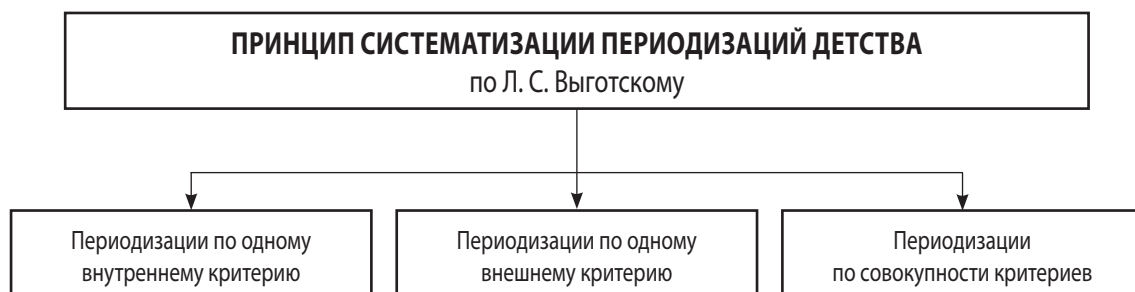 ПРИНЦИП СИСТЕМАТИЗАЦИИ ПЕРИОДИЗАЦИЙ ДЕТСТВА
по Л. С. Выготскому
Периодизации по одному
внутреннему критерию
Периодизации по одному
внешнему критерию
Периодизации
по совокупности критериев